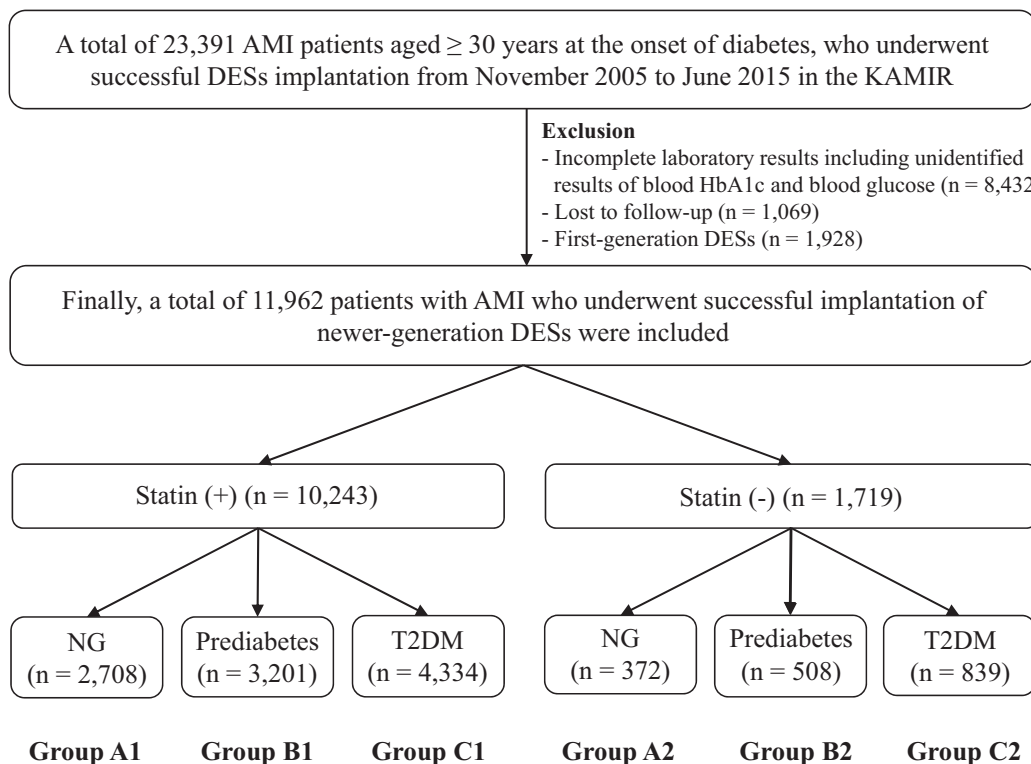 A total of 23,391 AMI patients aged ≥ 30 years at the onset of diabetes, who underwent
successful DESs implantation from November 2005 to June 2015 in the KAMIR
Exclusion
- Incomplete laboratory results including unidentified
results of blood HbA1c and blood glucose (n = 8,432
- Lost to follow-up (n = 1,069)
- First-generation DESs (n = 1,928)
Finally, a total of 11,962 patients with AMI who underwent successful implantation of
newer-generation DESs were included
Statin (+) (n = 10,243)
Statin (-) (n = 1,719)
NG
(n = 2,708)
Prediabetes
(n = 3,201)
T2DM
(n = 4,334)
NG
(n = 372)
Prediabetes
(n = 508)
T2DM
(n = 839)
Group A1
Group B1
Group C1
Group A2
Group B2
Group C2